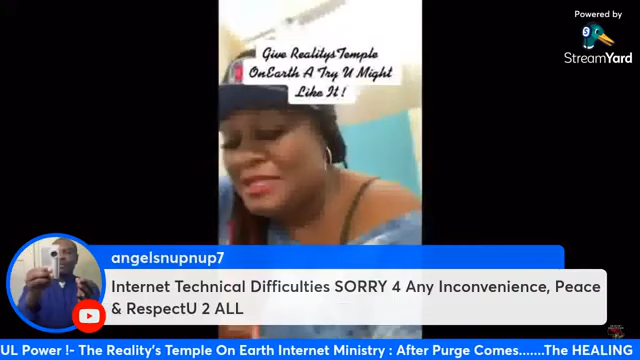 Powered by
StreamYard
Give RealitysTemple
OnEarth A Try U Might
Like It !
angelsnupnup7
Internet Technical Difficulties SORRY 4 Any Inconvenience, Peace
& RespectU 2 ALL
UL Power !- The Reality's Temple On Earth Internet Ministry : After Purge Comes.......The HEALING